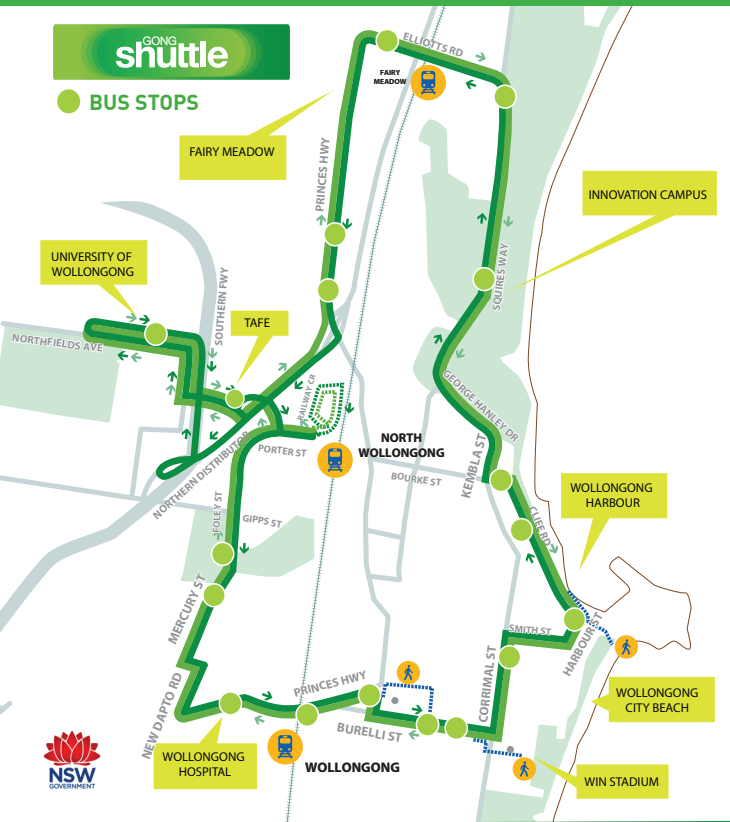 GONG
shuttle
BUS STOPS
ELLIOTTS RD
FAIRY
MEADOW
FAIRY MEADOW
PRINCES HWY
INNOVATION CAMPUS
UNIVERSITY OF
WOLLONGONG
SOUTHERN FWY
SQUIRES WAY
TAFE
NORTHFIELDS AVE
RAILWAY CR
GEORGE HANLEY DR
NORTH
WOLLONGONG
PORTER ST
NORTHERN DISTRIBUTOR
BOURKE ST
KEMBLA ST
WOLLONGONG
HARBOUR
FOLEY ST
GIPPS ST
CLIFF RD
MERCURY ST
SMITH ST
HARBOUR ST
NEW DAPTO RD
PRINCES HWY
CORRIMAL ST
WOLLONGONG
CITY BEACH
BURELLI ST
WOLLONGONG
HOSPITAL
WOLLONGONG
WIN STADIUM
NSW
GOVERNMENT